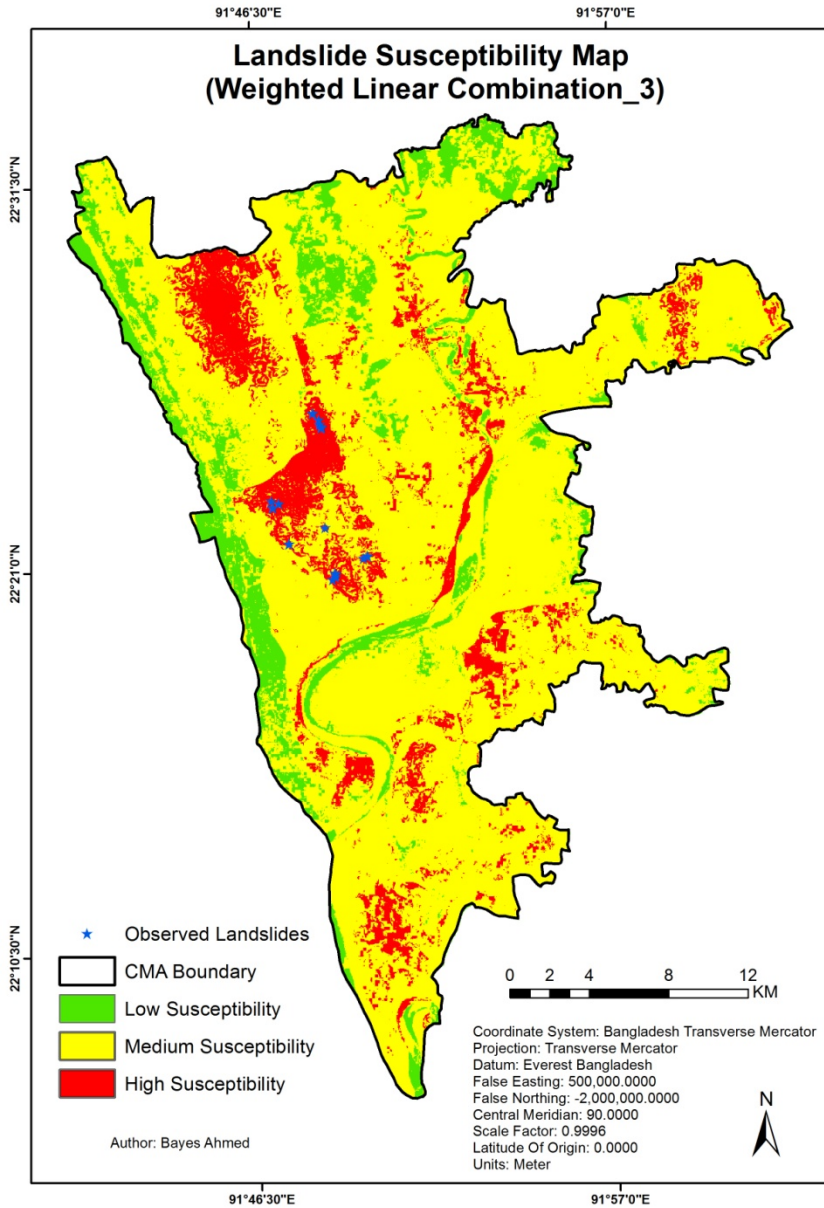 91°46'30"E
91°57'0"E
Landslide Susceptibility Map
(Weighted Linear Combination_3)
22°31'30"N
22°21'0"N
22°10'30"N
Observed Landslides
CMA Boundary
Low Susceptibility
Medium Susceptibility
High Susceptibility
Author: Bayes Ahmed
0 2 4 8 12
KM
Coordinate System: Bangladesh Transverse Mercator
Projection: Transverse Mercator
Datum: Everest Bangladesh
False Easting: 500,000.0000
False Northing: -2,000,000.0000
Central Meridian: 90.0000
Scale Factor: 0.9996
Latitude Of Origin: 0.0000
Units: Meter
N
91°46'30"E
91°57'0"E